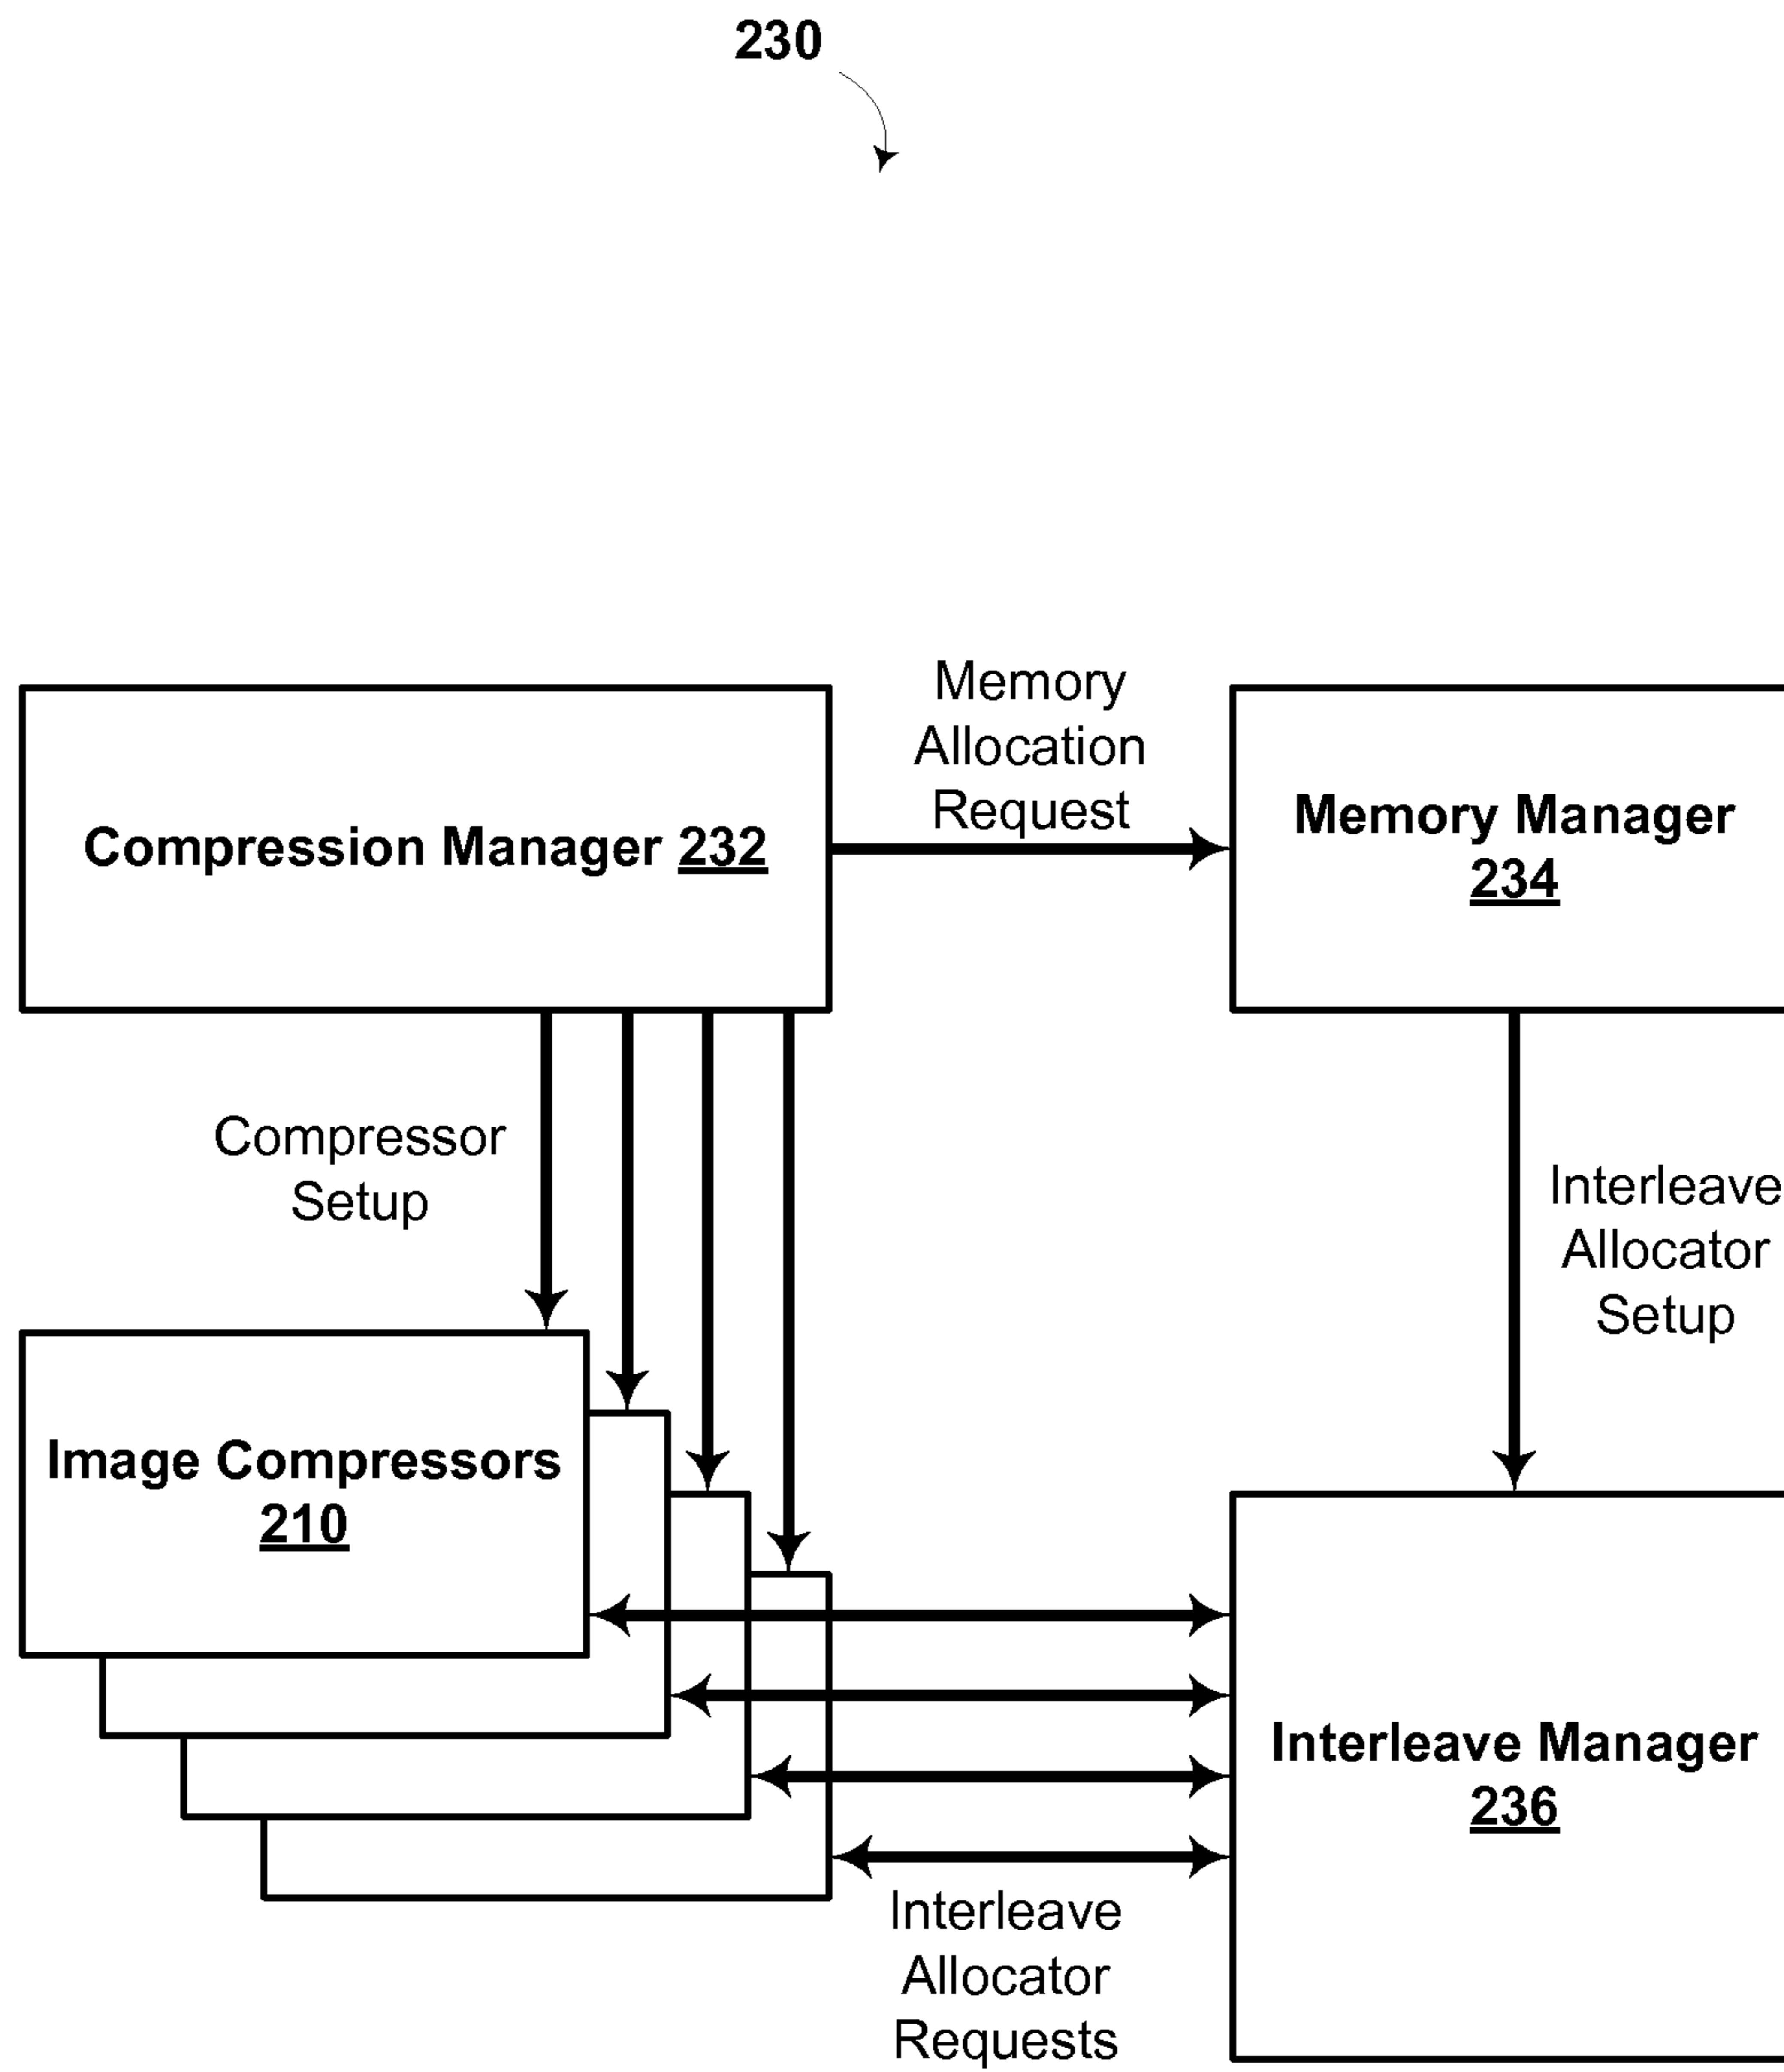 230
Memory
Allocation
Request
Compression Manager 232
Memory Manager
234
Compressor
Setup
Interleave
Allocator
Setup
Image Compressors
210
Interleave Manager
236
Interleave
Allocator
Requests